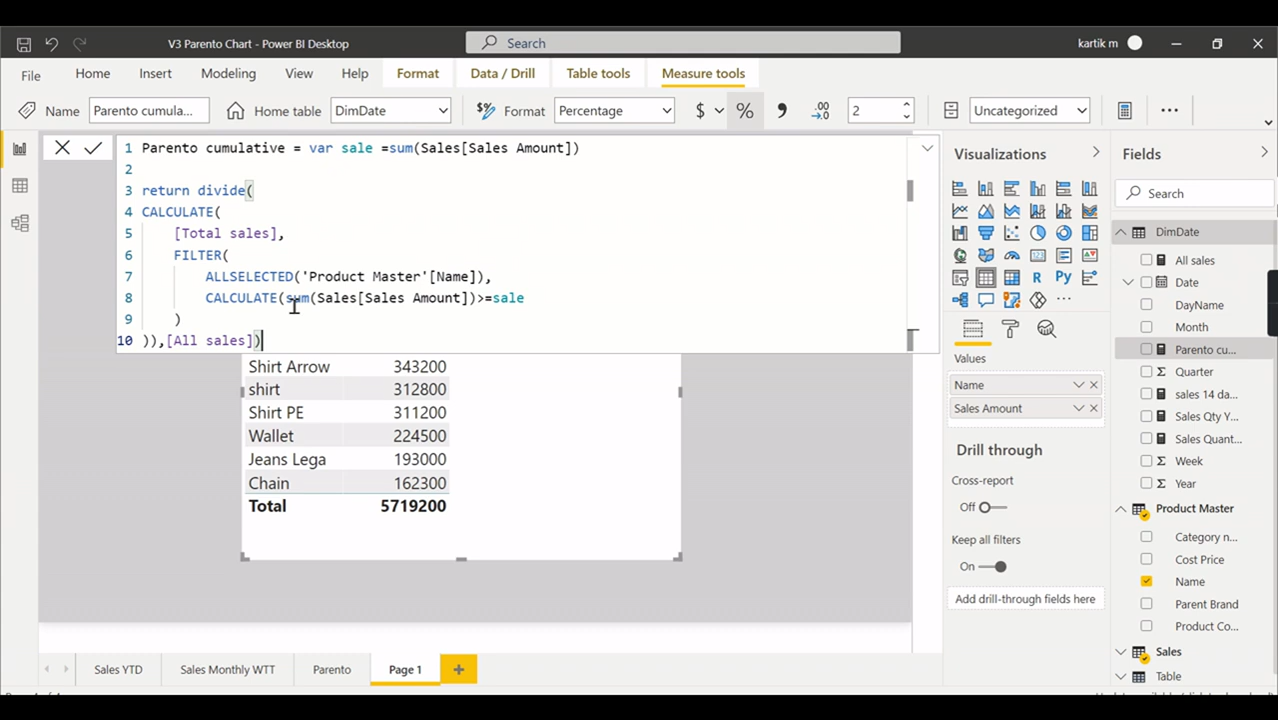 V3 Parento Chart - Power BI Desktop
Search
kartik m
File
Home
Insert
Modeling
View
Help
Format
Data / Drill
Table tools
Measure tools
Name
Parento cumula...
Home table
DimDate
Format
Percentage
$
%
,
.00
2
Uncategorized
...
1 Parento cumulative = var sale =sum(Sales[Sales Amount])
2
3 return divide(
4 CALCULATE(
5 [Total sales],
6 FILTER(
7 ALLSELECTED('Product Master'[Name]),
8 CALCULATE(sum(Sales[Sales Amount])>=sale
9 )
10 )),[All sales])
Shirt Arrow 343200
shirt 312800
Shirt PE 311200
Wallet 224500
Jeans Lega 193000
Chain 162300
Total 5719200
Visualizations
R
Py
...
Values
Name
Sales Amount
Drill through
Cross-report
Off
Keep all filters
On
Add drill-through fields here
Fields
Search
DimDate
All sales
Date
DayName
Month
Parento cu...
Quarter
sales 14 da...
Sales Qty Y...
Sales Quant...
Week
Year
Product Master
Category n...
Cost Price
Name
Parent Brand
Product Co...
Sales
Table
Sales YTD
Sales Monthly WTT
Parento
Page 1
+